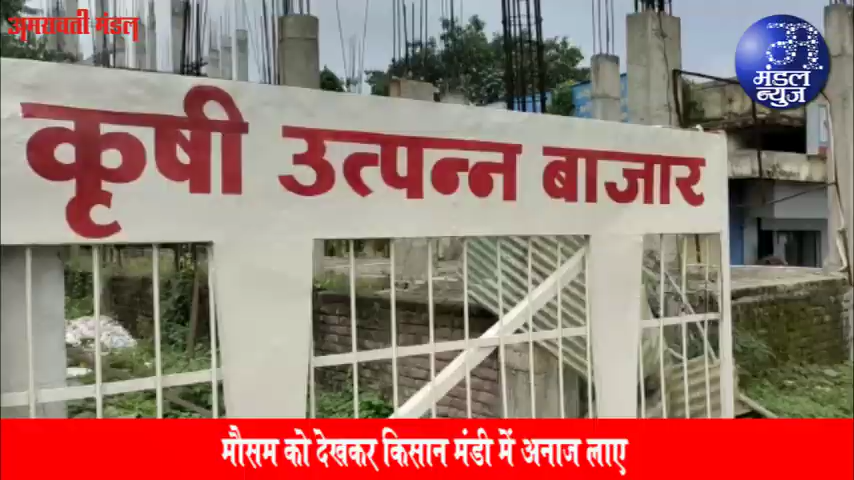 अमरावती मंडल
मंडल
न्यूज
कृषी उत्पन्न बाजार
मौसम को देखकर किसान मंडी में अनाज लाए